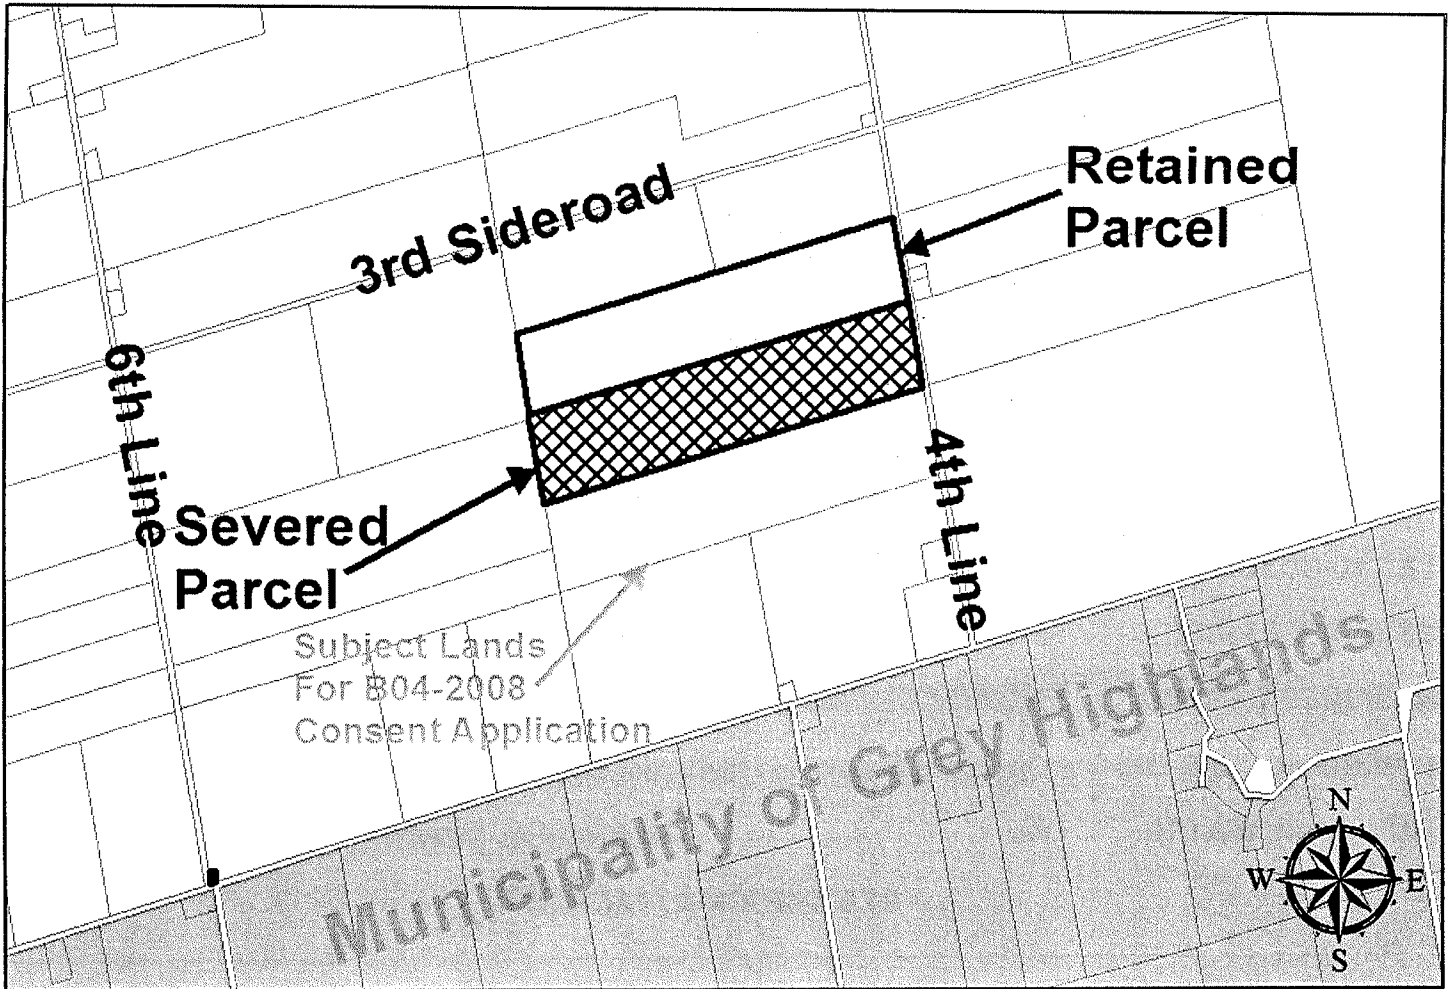 Retained
Parcel
3rd Sideroad
6th Line
4th Line
Severed
Parcel
Subject Lands
For B04-2008
Consent Application
Municipality of Grey Highlands
N
W
E
S